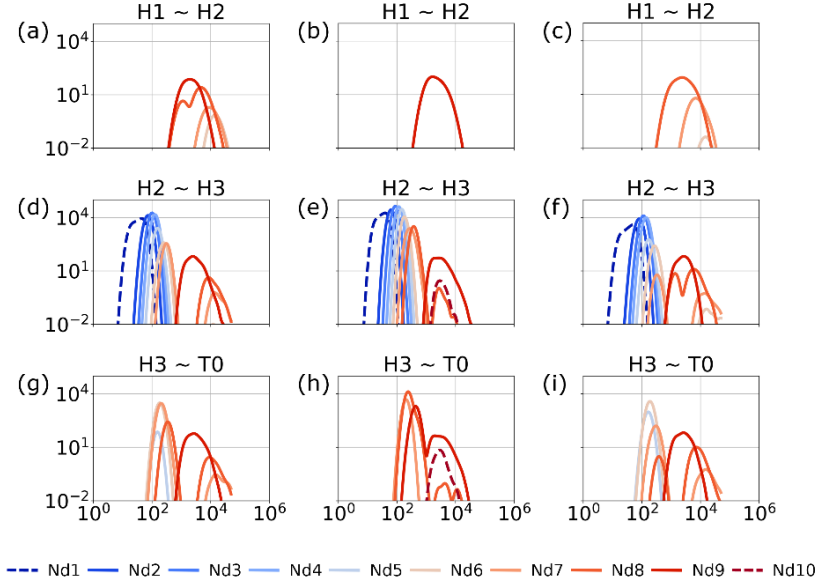 (a) H1 ~ H2
(b) H1 ~ H2
(c) H1 ~ H2
10^4
10^1
10^-2
(d) H2 ~ H3
(e) H2 ~ H3
(f) H2 ~ H3
10^4
10^1
10^-2
(g) H3 ~ T0
(h) H3 ~ T0
(i) H3 ~ T0
10^4
10^1
10^-2
10^0 10^2 10^4 10^6 10^0 10^2 10^4 10^6 10^0 10^2 10^4 10^6
Nd1 Nd2 Nd3 Nd4 Nd5 Nd6 Nd7 Nd8 Nd9 Nd10